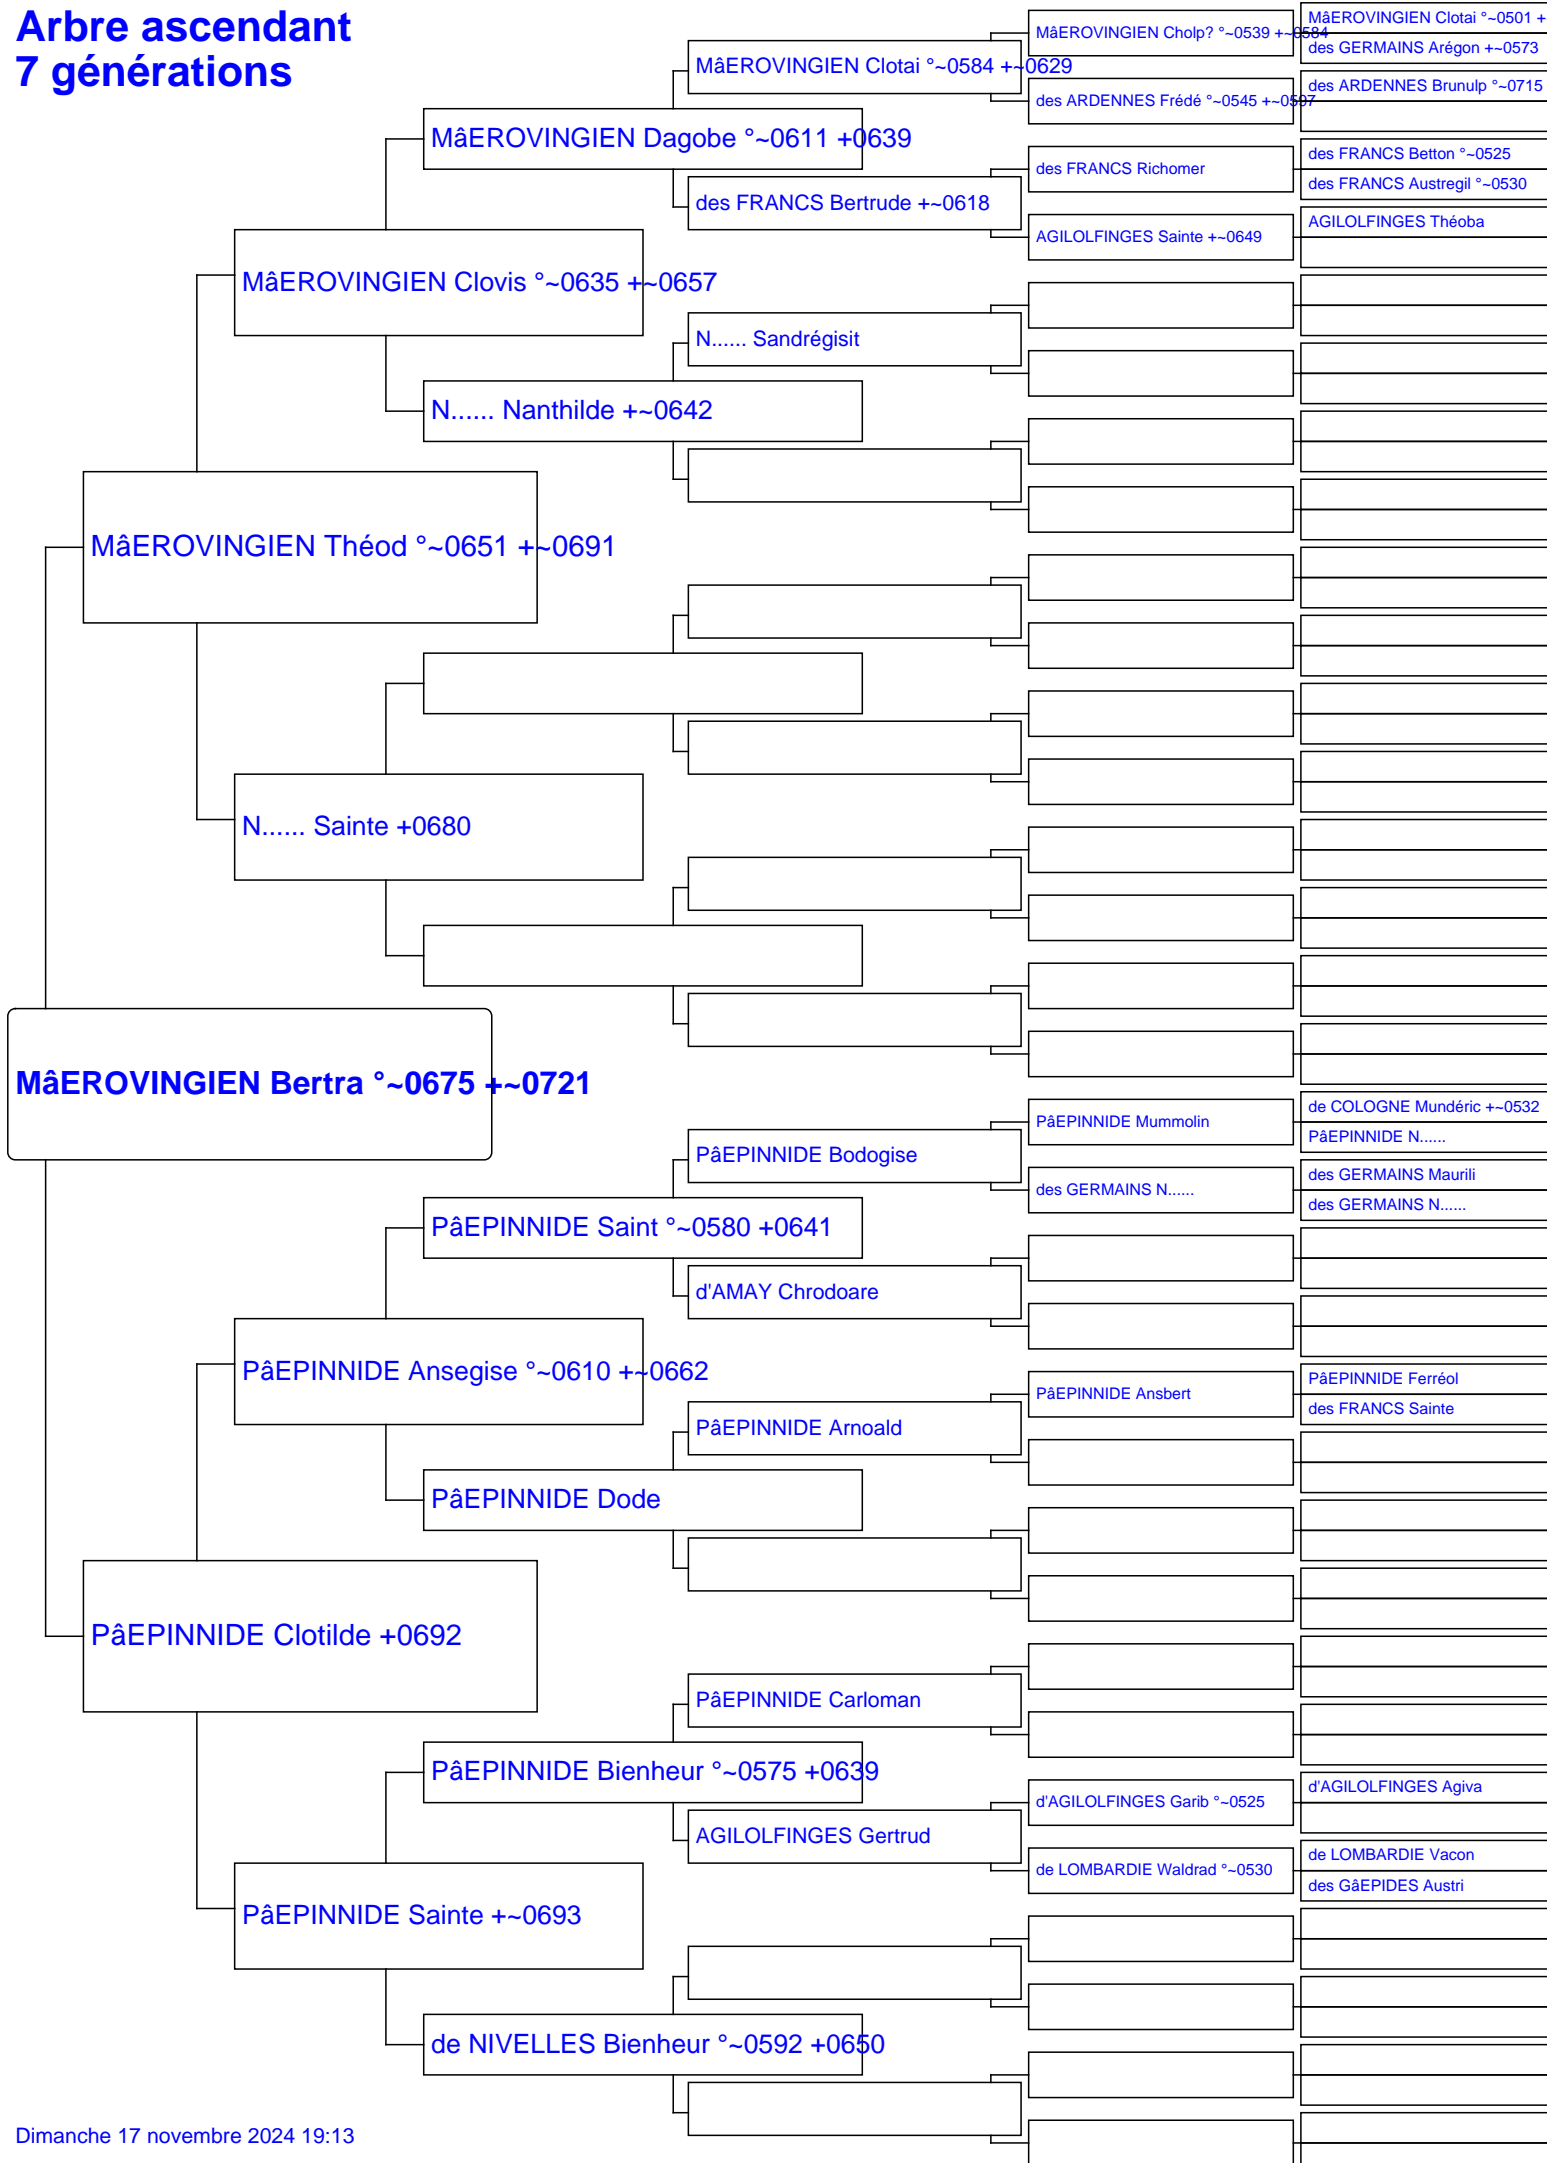 Arbre ascendant
7 générations
MâEROVINGIEN Clotai °~0501 +
MâEROVINGIEN Cholp? °~0539 +~0584
des GERMAINS Arégon +~0573
MâEROVINGIEN Clotai °~0584 +~0629
des ARDENNES Brunulp °~0715
des ARDENNES Frédé °~0545 +~0597
MâEROVINGIEN Dagobe °~0611 +0639
des FRANCS Betton °~0525
des FRANCS Richomer
des FRANCS Austregil °~0530
des FRANCS Bertrude +~0618
AGILOLFINGES Théoba
AGILOLFINGES Sainte +~0649
MâEROVINGIEN Clovis °~0635 +~0657
N...... Sandrégisit
N...... Nanthilde +~0642
MâEROVINGIEN Théod °~0651 +~0691
N...... Sainte +0680
MâEROVINGIEN Bertra °~0675 +~0721
de COLOGNE Mundéric +~0532
PâEPINNIDE Mummolin
PâEPINNIDE N......
PâEPINNIDE Bodogise
des GERMAINS Maurili
des GERMAINS N......
des GERMAINS N......
PâEPINNIDE Saint °~0580 +0641
d'AMAY Chrodoare
PâEPINNIDE Ansegise °~0610 +~0662
PâEPINNIDE Ferréol
PâEPINNIDE Ansbert
des FRANCS Sainte
PâEPINNIDE Arnoald
PâEPINNIDE Dode
PâEPINNIDE Clotilde +0692
PâEPINNIDE Carloman
PâEPINNIDE Bienheur °~0575 +0639
d'AGILOLFINGES Agiva
d'AGILOLFINGES Garib °~0525
AGILOLFINGES Gertrud
de LOMBARDIE Vacon
de LOMBARDIE Waldrad °~0530
des GâEPIDES Austri
PâEPINNIDE Sainte +~0693
de NIVELLES Bienheur °~0592 +0650
Dimanche 17 novembre 2024 19:13